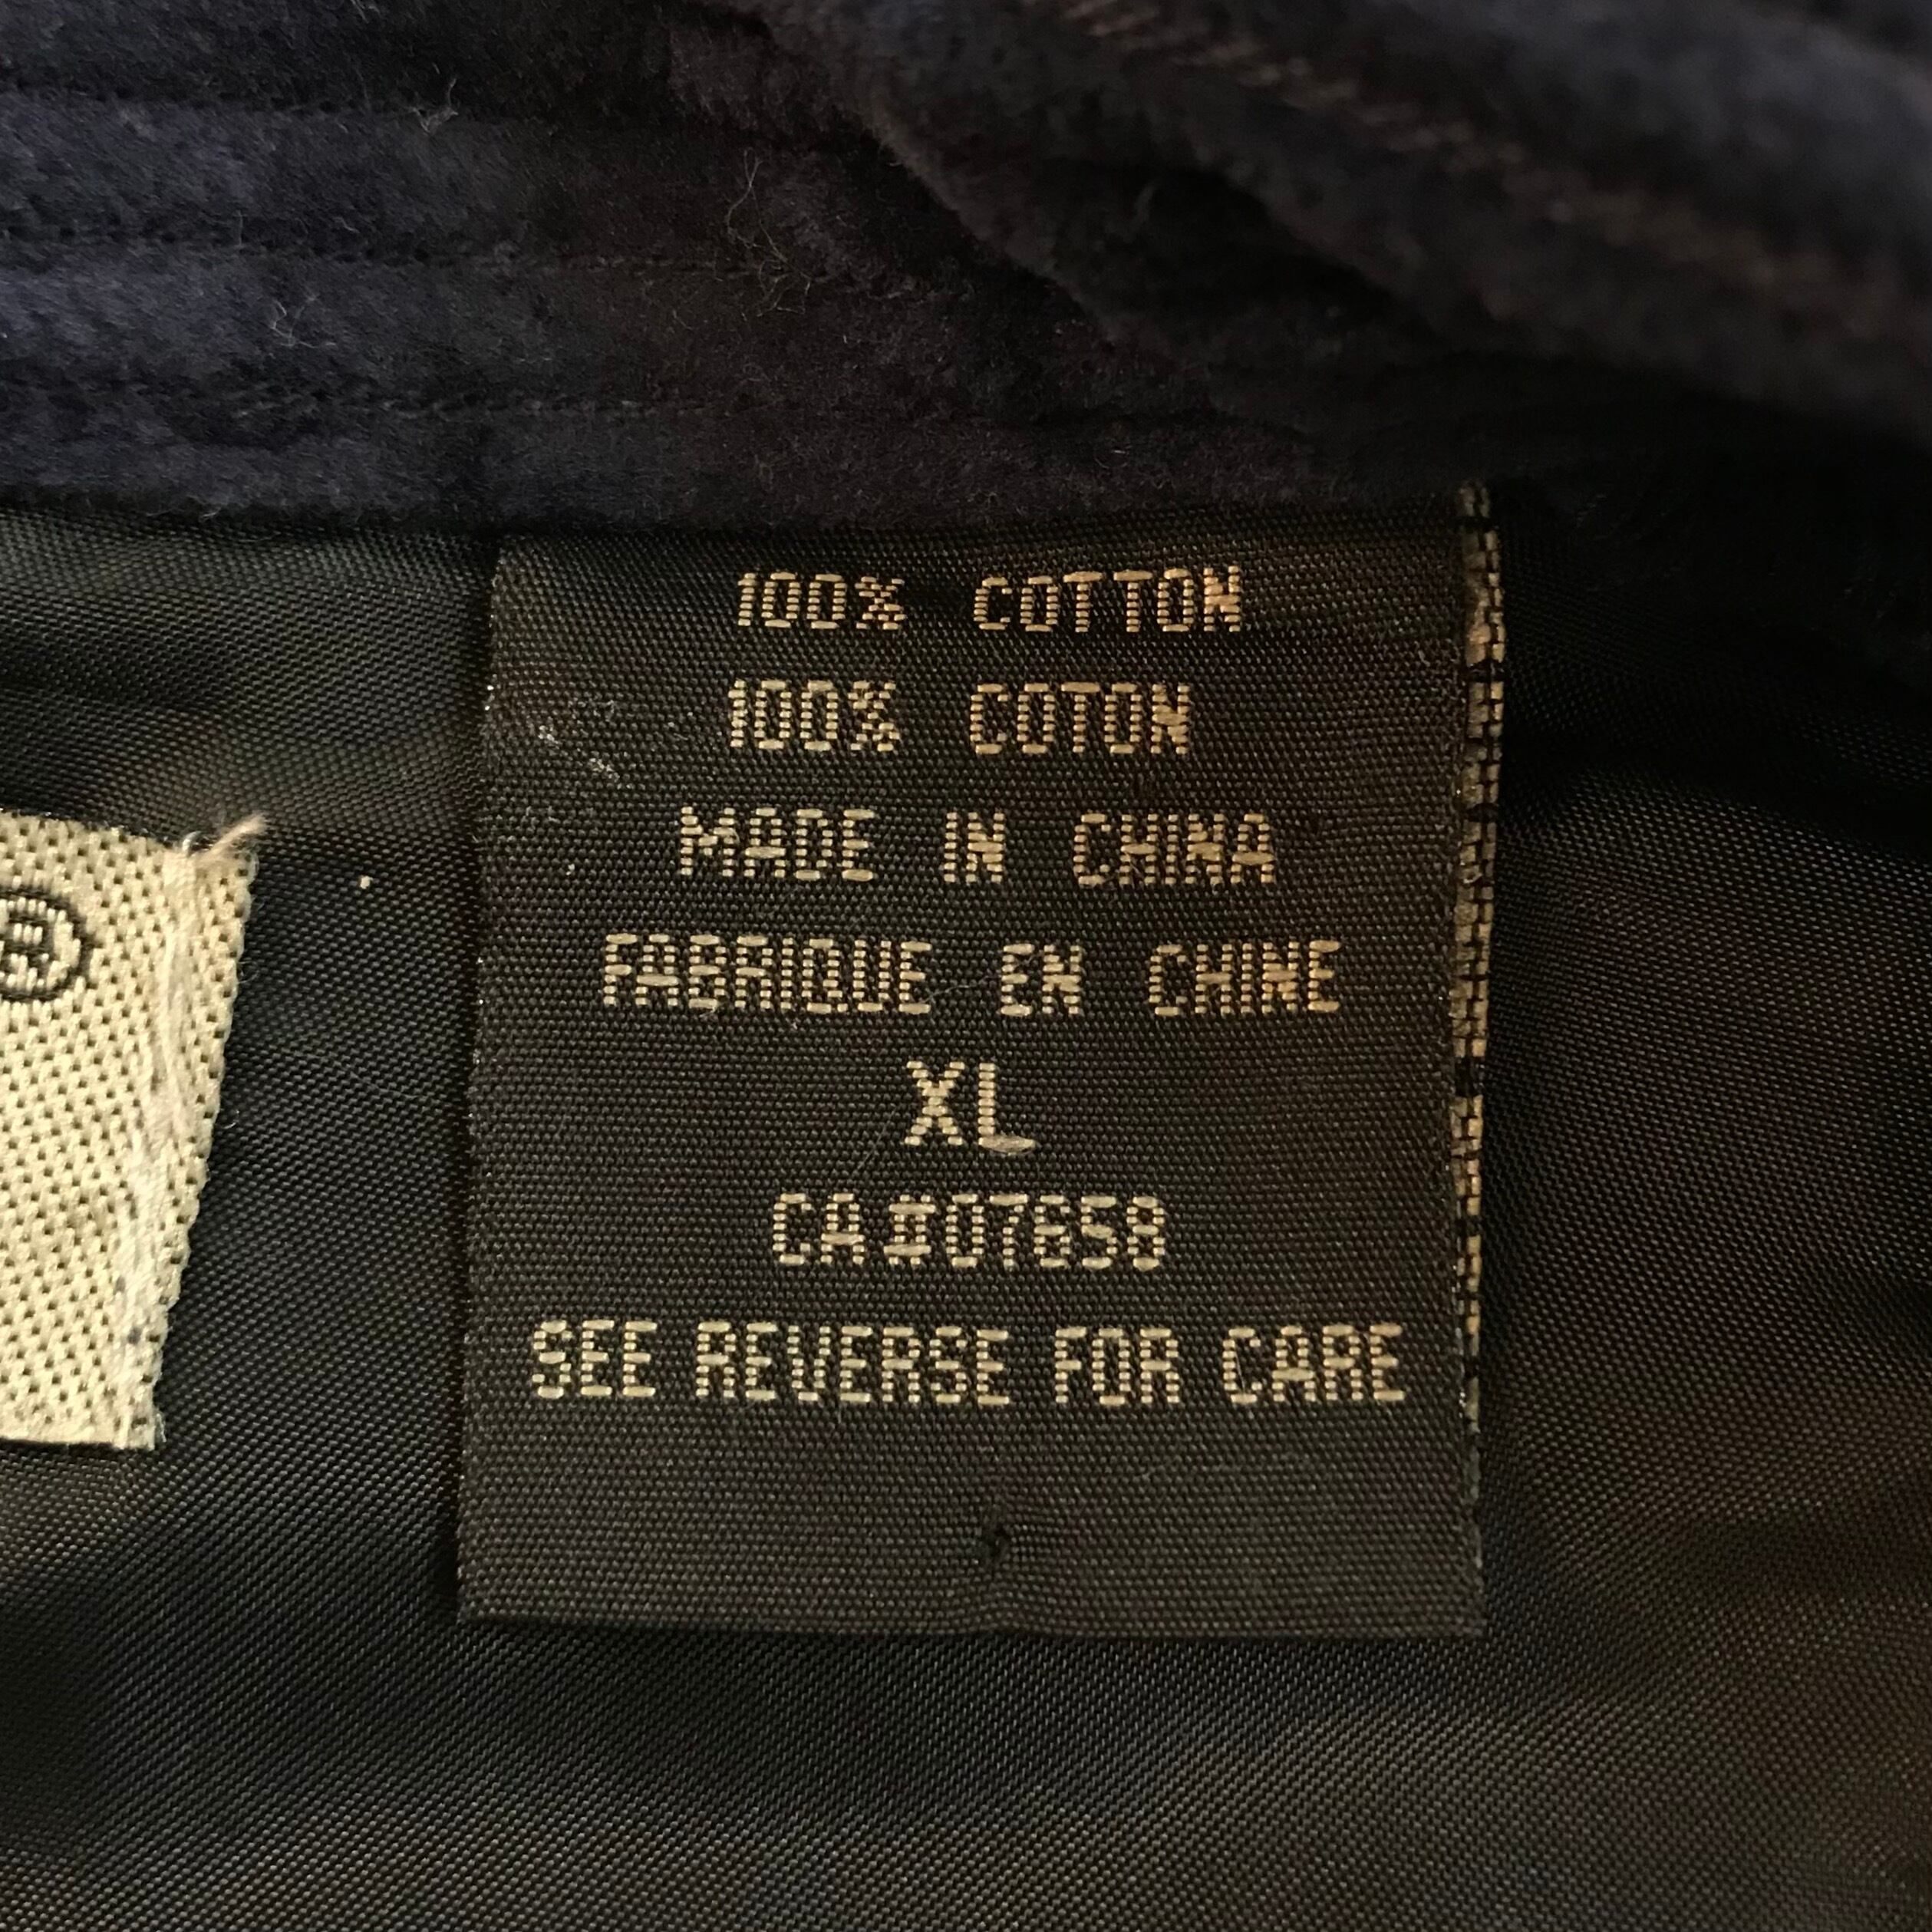 100% COTTON
100% COTON
MADE IN CHINA
FABRIQUE EN CHINE
XL
CA#07658
SEE REVERSE FOR CARE
®